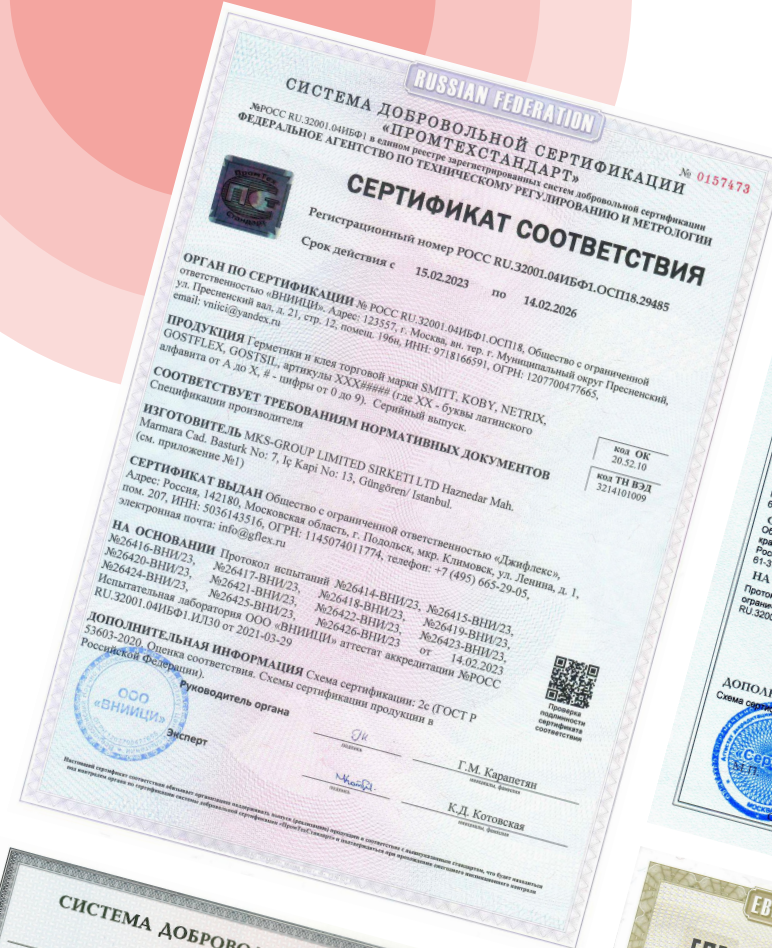 RUSSIAN FEDERATION
СИСТЕМА ДОБРОВОЛЬНОЙ СЕРТИФИКАЦИИ
«ПРОМТЕХСТАНДАРТ»
№РОСС RU.32001.04ИБФ1 в едином реестре зарегистрированных систем добровольной сертификации
ФЕДЕРАЛЬНОЕ АГЕНТСТВО ПО ТЕХНИЧЕСКОМУ РЕГУЛИРОВАНИЮ И МЕТРОЛОГИИ
№ 0157473
ПромТех
Стандарт
СЕРТИФИКАТ СООТВЕТСТВИЯ
Регистрационный номер РОСС RU.32001.04ИБФ1.ОСП18.29485
Срок действия с 15.02.2023 по 14.02.2026
ОРГАН ПО СЕРТИФИКАЦИИ № РОСС RU.32001.04ИБФ1.ОСП18, Общество с ограниченной
ответственностью «ВНИИЦИ». Адрес: 123557, г. Москва, вн. тер. г. Муниципальный округ Пресненский,
ул. Пресненский вал, д. 21, стр. 12, помещ. 196н, ИНН: 9718166591, ОГРН: 1207700477665,
email: vniici@yandex.ru
ПРОДУКЦИЯ Герметики и клея торговой марки SMITT, KOBY, NETRIX,
GOSTFLEX, GOSTSIL, артикулы XXX##### (где XX - буквы латинского
алфавита от А до Х, # - цифры от 0 до 9). Серийный выпуск.
СООТВЕТСТВУЕТ ТРЕБОВАНИЯМ НОРМАТИВНЫХ ДОКУМЕНТОВ
Спецификации производителя
код ОК
20.52.10
код ТН ВЭД
3214101009
ИЗГОТОВИТЕЛЬ MKS-GROUP LIMITED SIRKETI LTD Haznedar Mah.
Marmara Cad. Basturk No: 7, Iç Kapi No: 13, Güngören/ Istanbul.
(см. приложение №1)
СЕРТИФИКАТ ВЫДАН Общество с ограниченной ответственностью «Джифлекс»,
Адрес: Россия, 142180, Московская область, г. Подольск, мкр. Климовск, ул. Ленина, д. 1,
пом. 207, ИНН: 5036143516, ОГРН: 1145074011774, телефон: +7 (495) 665-29-05,
электронная почта: info@gflex.ru
НА ОСНОВАНИИ Протокол испытаний №26414-ВНИ/23, №26415-ВНИ/23,
№26416-ВНИ/23, №26417-ВНИ/23, №26418-ВНИ/23, №26419-ВНИ/23,
№26420-ВНИ/23, №26421-ВНИ/23, №26422-ВНИ/23, №26423-ВНИ/23,
№26424-ВНИ/23, №26425-ВНИ/23, №26426-ВНИ/23 от 14.02.2023
Испытательная лаборатория ООО «ВНИИЦИ» аттестат аккредитации №РОСС
RU.32001.04ИБФ1.ИЛ30 от 2021-03-29
ДОПОЛНИТЕЛЬНАЯ ИНФОРМАЦИЯ Схема сертификации: 2с (ГОСТ Р
53603-2020. Оценка соответствия. Схемы сертификации продукции в
Российской Федерации).
Проверка
подлинности
сертификата
соответствия
ООО
«ВНИИЦИ»
Руководитель органа
подпись
Г.М. Карапетян
инициалы, фамилия
Эксперт
подпись
К.Д. Котовская
инициалы, фамилия
СИСТЕМА ДОБРОВО
НА
ДОПОЛ
Схема
М.П.
ЕВ